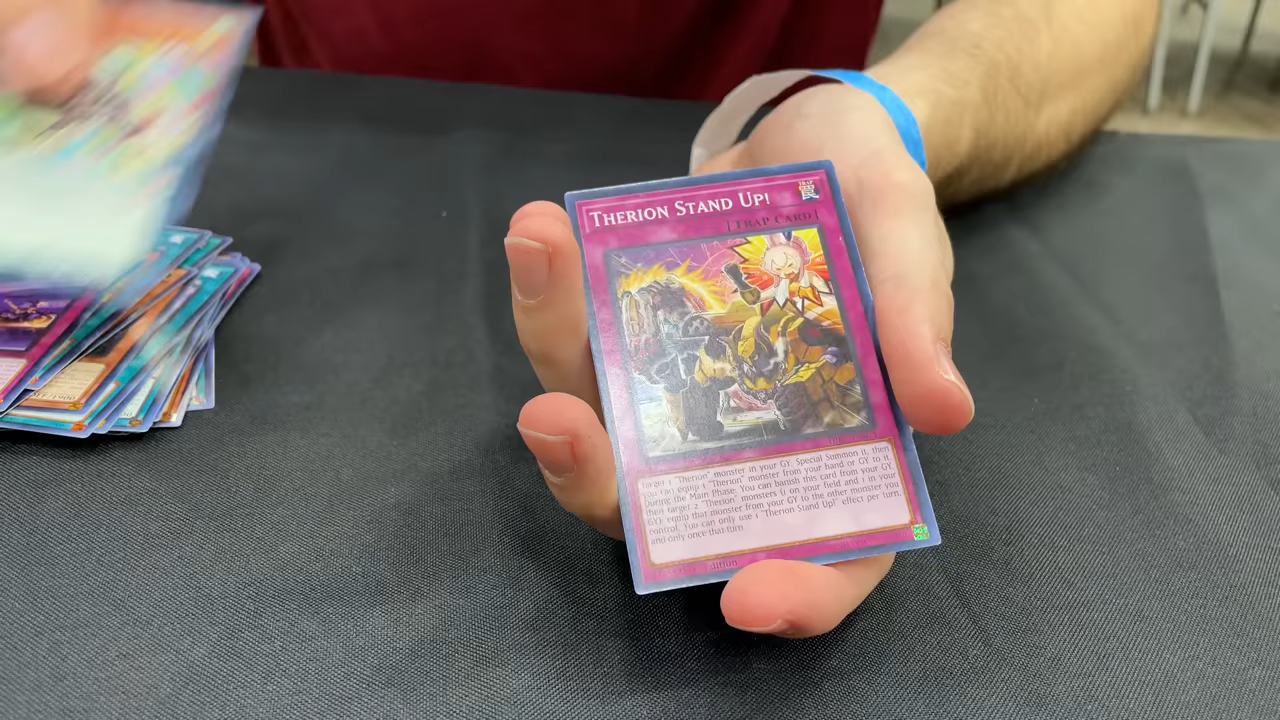 THERION STAND UP!
TRAP
罠
[TRAP CARD]
Target 1 "Therion" monster in your GY; Special Summon it, then
you can equip 1 "Therion" monster from your hand or GY to it.
During the Main Phase: You can banish this card from your GY,
then target 2 "Therion" monsters (1 on your field and 1 in your
GY); equip that monster from your GY to the other monster you
control. You can only use 1 "Therion Stand Up!" effect per turn,
and only once that turn.